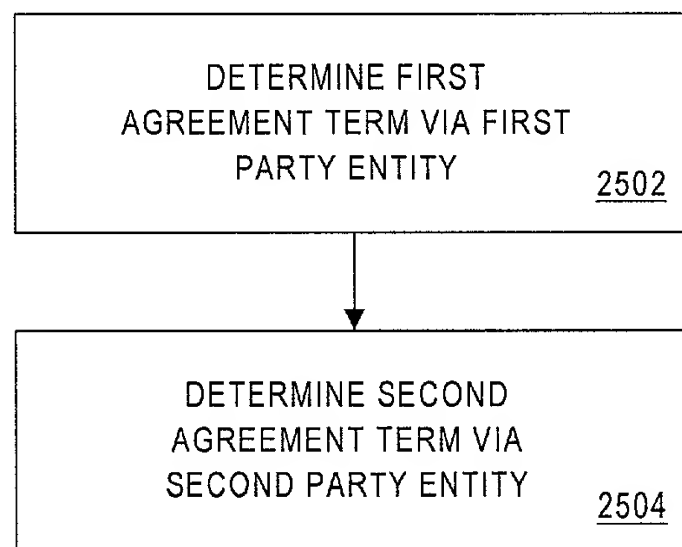 DETERMINE FIRST
AGREEMENT TERM VIA FIRST
PARTY ENTITY
2502
DETERMINE SECOND
AGREEMENT TERM VIA
SECOND PARTY ENTITY
2504